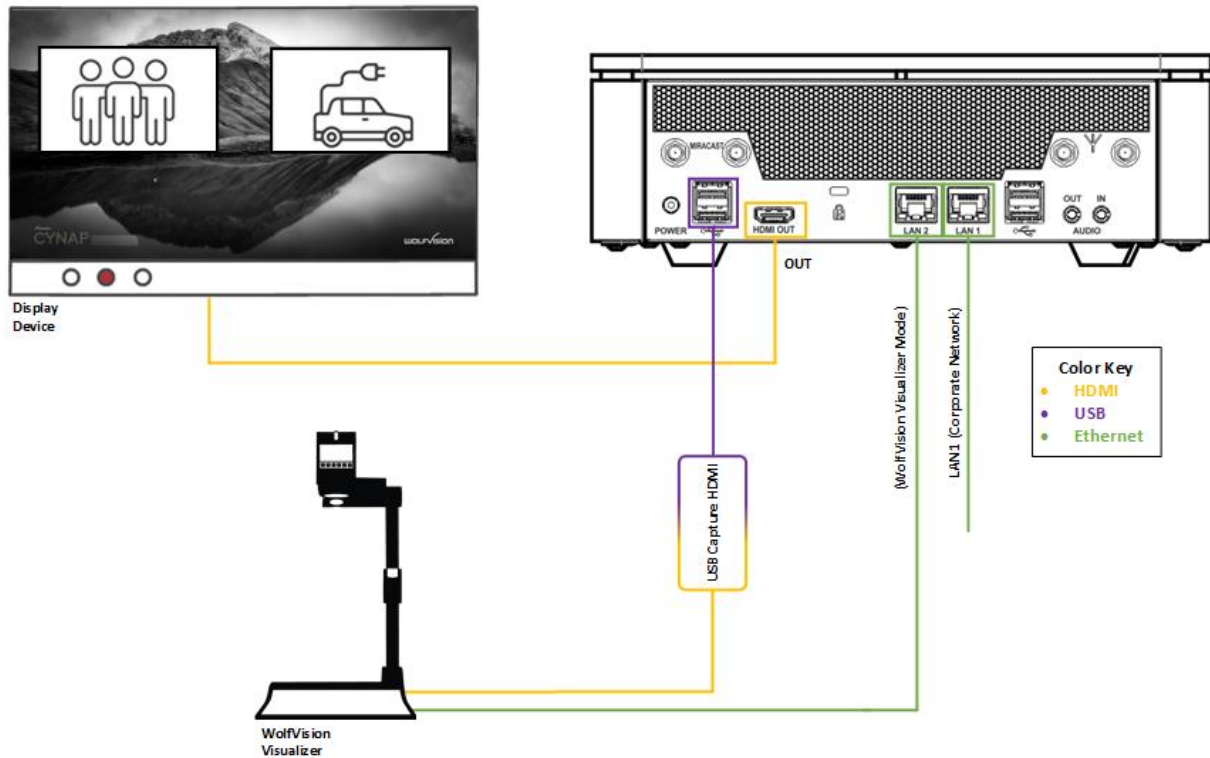 CYNAP
WOLFVISION
Display
Device
MIRACAST
POWER
HDMI OUT
LAN 2
LAN 1
OUT
IN
AUDIO
OUT
(WolfVision Visualizer Mode)
LAN1 (Corporate Network)
Color Key
HDMI
USB
Ethernet
USB Capture HDMI
WolfVision
Visualizer